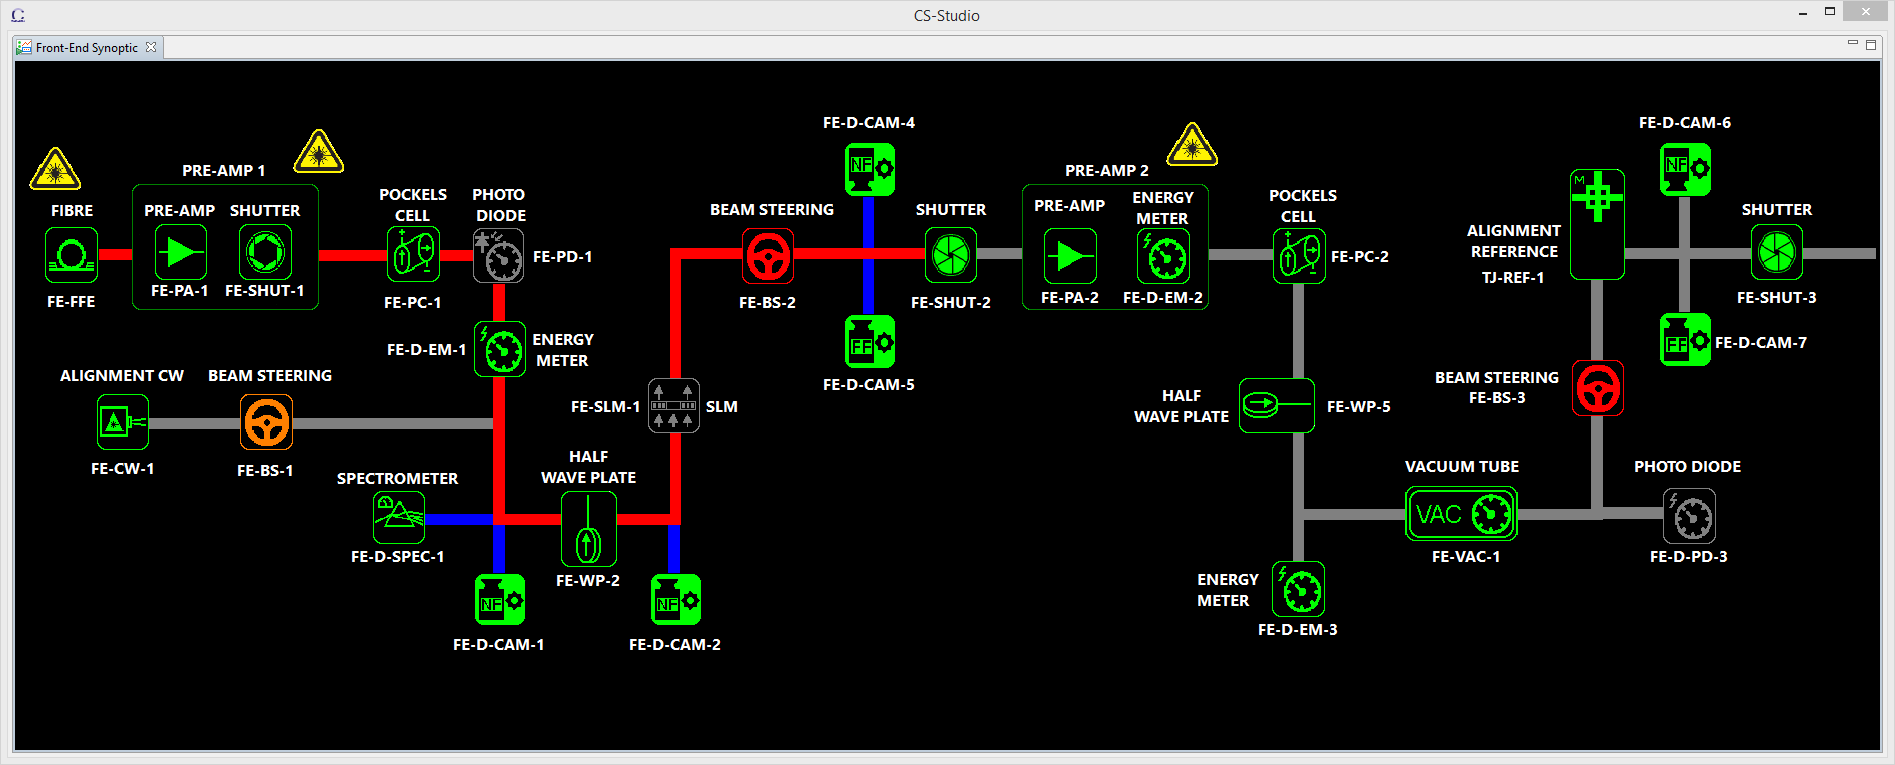 CS-Studio
Front-End Synoptic
FE-D-CAM-4
FE-D-CAM-6
PRE-AMP 1
PRE-AMP 2
POCKELS
CELL
PHOTO
DIODE
FIBRE
PRE-AMP
SHUTTER
BEAM STEERING
SHUTTER
PRE-AMP
ENERGY
METER
POCKELS
CELL
NF
NF
M
SHUTTER
ALIGNMENT
REFERENCE
TJ-REF-1
FE-PD-1
FE-PC-2
FE-FFE
FE-PA-1
FE-SHUT-1
FE-PC-1
FE-BS-2
FE-SHUT-2
FE-PA-2
FE-D-EM-2
FE-SHUT-3
FE-D-EM-1
ENERGY
METER
FF
FF
FE-D-CAM-7
FE-D-CAM-5
ALIGNMENT CW
BEAM STEERING
BEAM STEERING
FE-BS-3
FE-SLM-1
SLM
HALF
WAVE PLATE
FE-WP-5
FE-CW-1
FE-BS-1
HALF
WAVE PLATE
SPECTROMETER
VACUUM TUBE
PHOTO DIODE
VAC
FE-D-SPEC-1
FE-WP-2
FE-VAC-1
FE-D-PD-3
NF
NF
ENERGY
METER
FE-D-EM-3
FE-D-CAM-1
FE-D-CAM-2